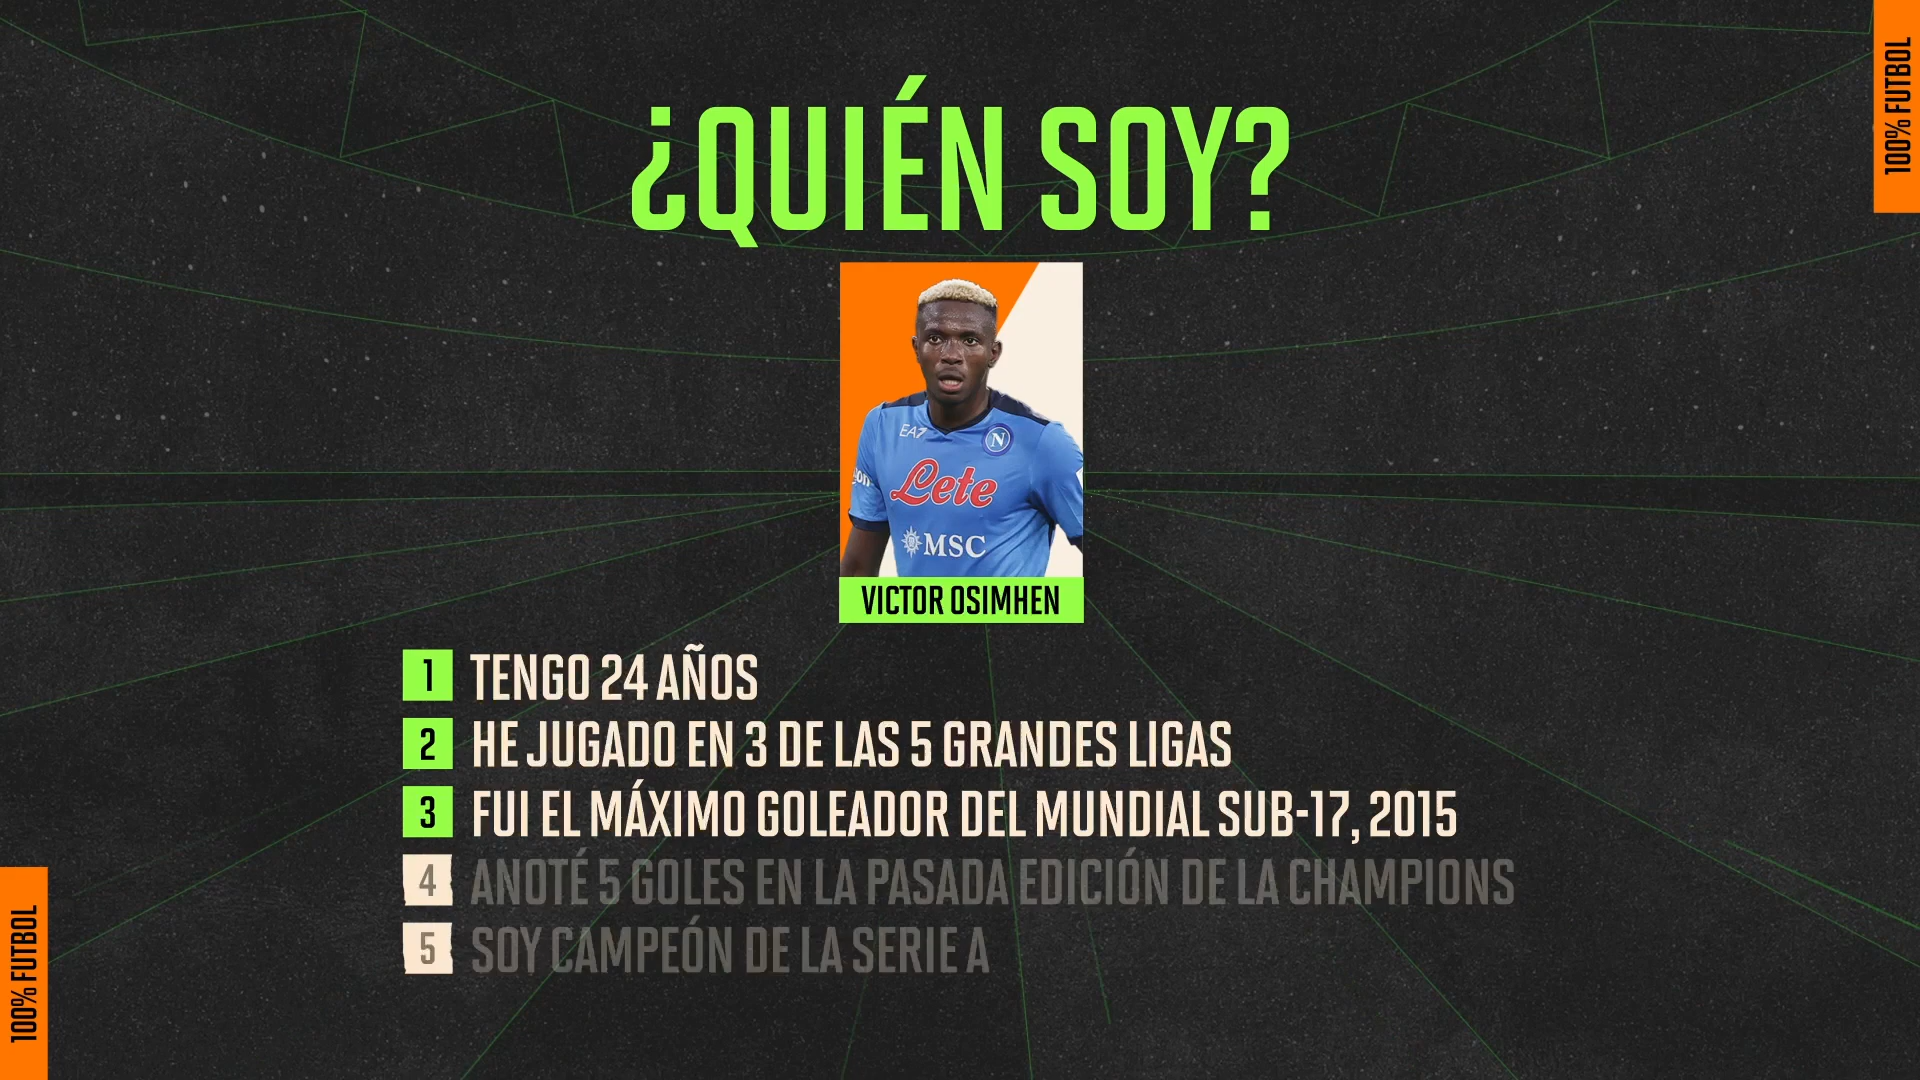 100% FUTBOL
¿QUIÉN SOY?
EA7
N
Lete
MSC
VICTOR OSIMHEN
1 TENGO 24 AÑOS
2 HE JUGADO EN 3 DE LAS 5 GRANDES LIGAS
3 FUI EL MÁXIMO GOLEADOR DEL MUNDIAL SUB-17, 2015
4 ANOTÉ 5 GOLES EN LA PASADA EDICIÓN DE LA CHAMPIONS
5 SOY CAMPEÓN DE LA SERIE A
100% FUTBOL